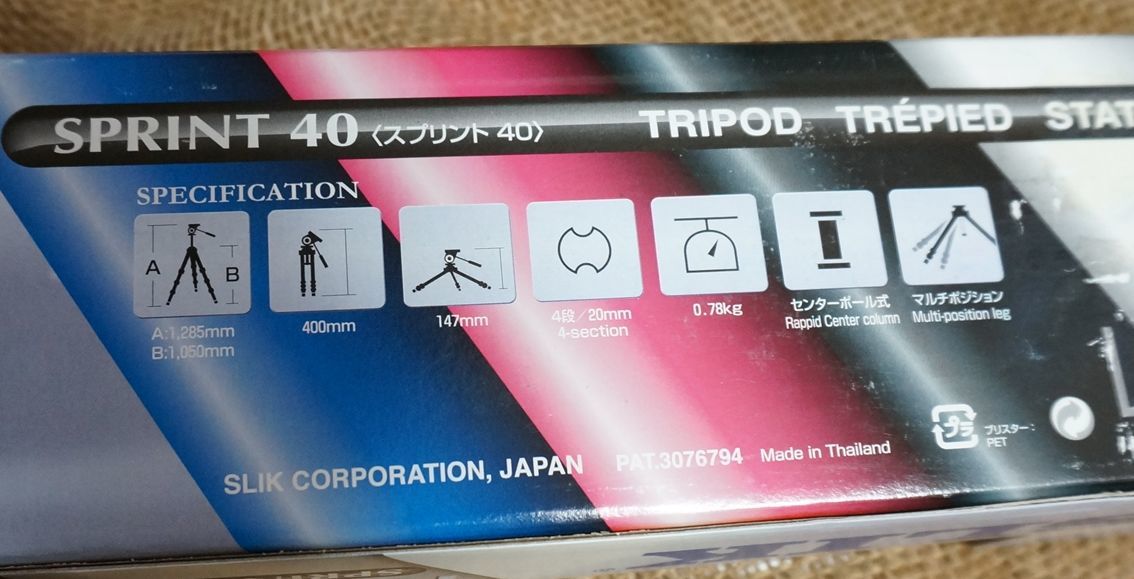 SPRINT 40 〈スプリント 40〉 TRIPOD TRÉPIED STAT
SPECIFICATION
A B
A:1,285mm
B:1,050mm
400mm
147mm
4段/20mm
4-section
0.78kg
センターポール式
Rappid Center column
マルチポジション
Multi-position leg
プラ
ブリスター:
PET
SLIK CORPORATION, JAPAN PAT.3076794 Made in Thailand